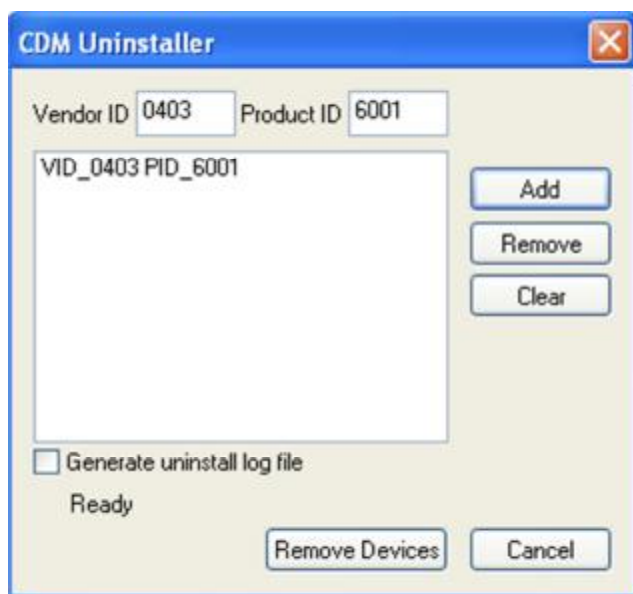 CDM Uninstaller
Vendor ID 0403 Product ID 6001
VID_0403 PID_6001
Add
Remove
Clear
Generate uninstall log file
Ready
Remove Devices Cancel